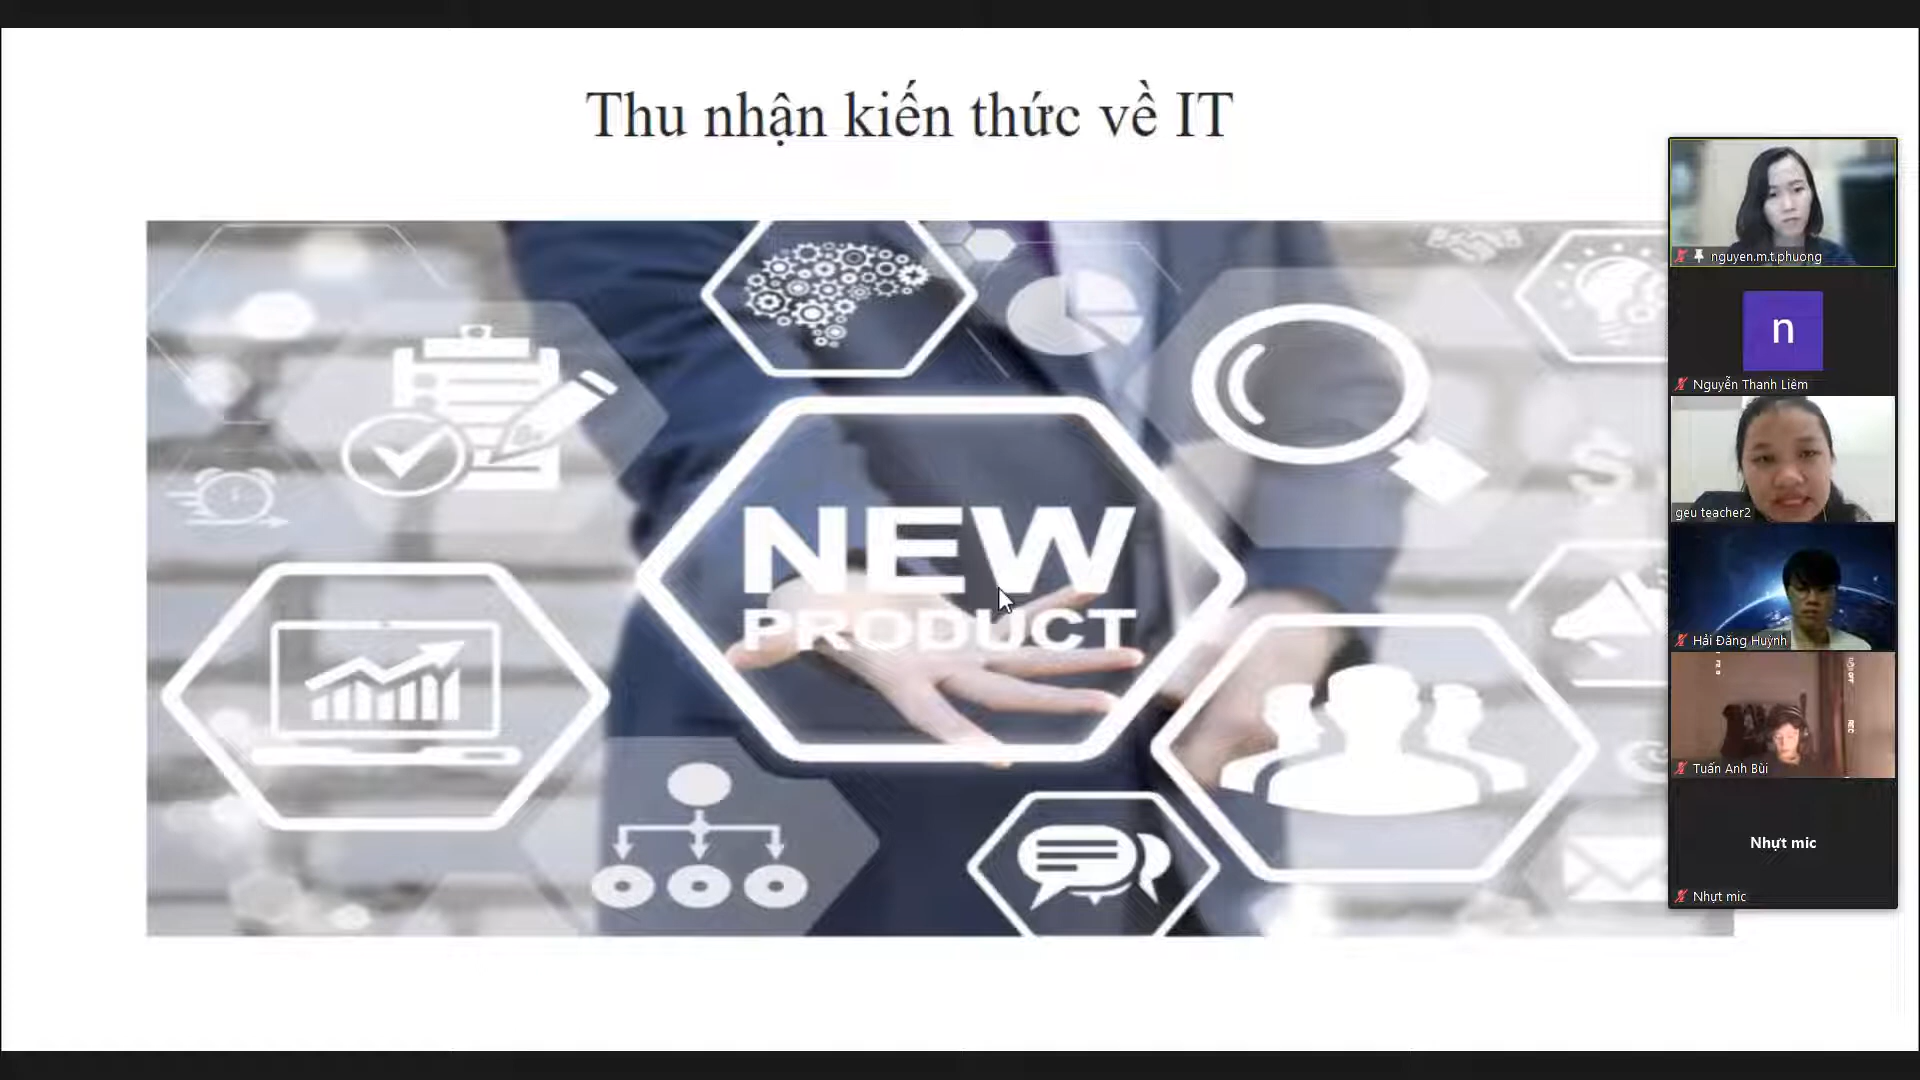 Thu nhận kiến thức về IT
NEW
PRODUCT
nguyen.m.t.phuong
n
Nguyễn Thanh Liêm
geu teacher2
Hải Đăng Huỳnh
Tuấn Anh Bùi
Nhựt mic
Nhựt mic